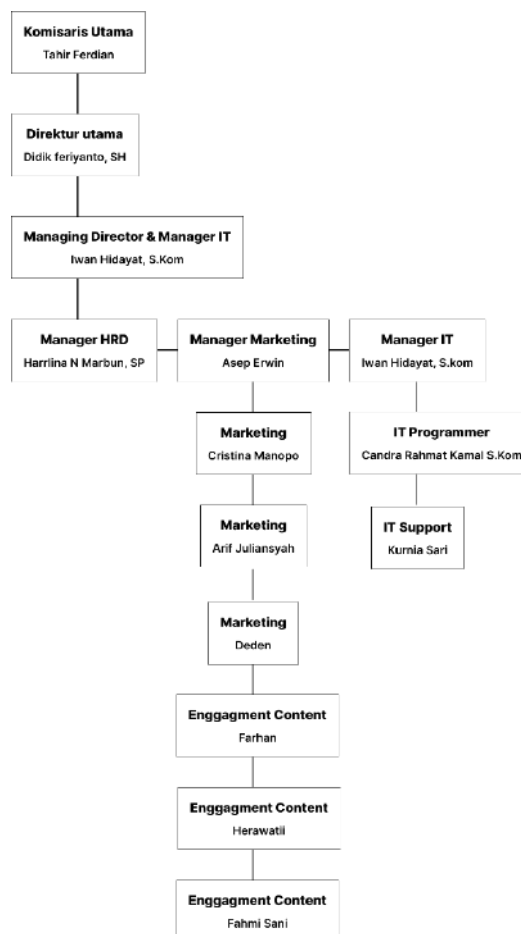 Komisaris Utama
Tahir Ferdian
Direktur utama
Didik feriyanto, SH
Managing Director & Manager IT
Iwan Hidayat, S.Kom
Manager HRD
Harrlina N Marbun, SP
Manager Marketing
Asep Erwin
Manager IT
Iwan Hidayat, S.kom
Marketing
Cristina Manopo
IT Programmer
Candra Rahmat Kamal S.Kom
Marketing
Arif Juliansyah
IT Support
Kurnia Sari
Marketing
Deden
Enggagment Content
Farhan
Enggagment Content
Herawatii
Enggagment Content
Fahmi Sani